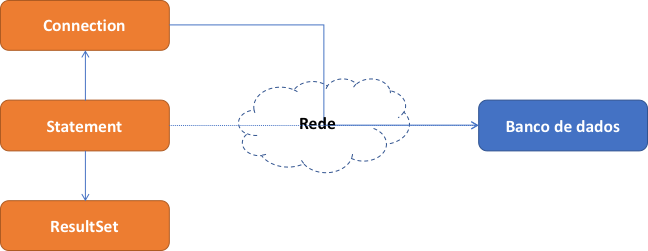 Connection
Statement
Rede
Banco de dados
ResultSet